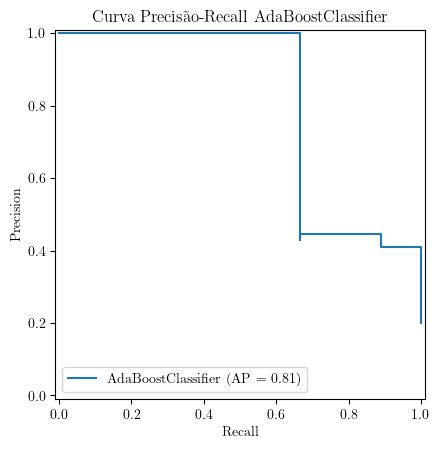 Curva Precisão-Recall AdaBoostClassifier
1.0
0.8
0.6
0.4
0.2
0.0
Precision
AdaBoostClassifier (AP = 0.81)
0.0 0.2 0.4 0.6 0.8 1.0
Recall